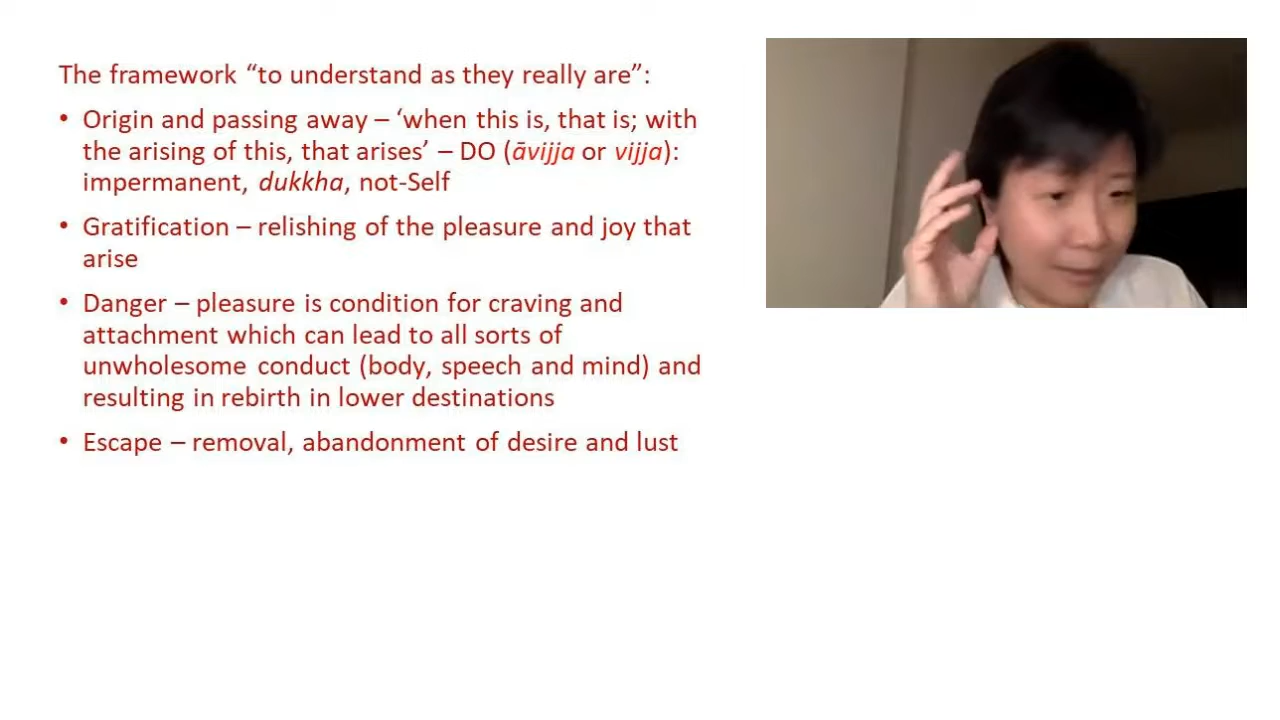 The framework “to understand as they really are”:
• Origin and passing away – ‘when this is, that is; with
the arising of this, that arises’ – DO (āvijja or vijja):
impermanent, dukkha, not-Self
• Gratification – relishing of the pleasure and joy that
arise
• Danger – pleasure is condition for craving and
attachment which can lead to all sorts of
unwholesome conduct (body, speech and mind) and
resulting in rebirth in lower destinations
• Escape – removal, abandonment of desire and lust